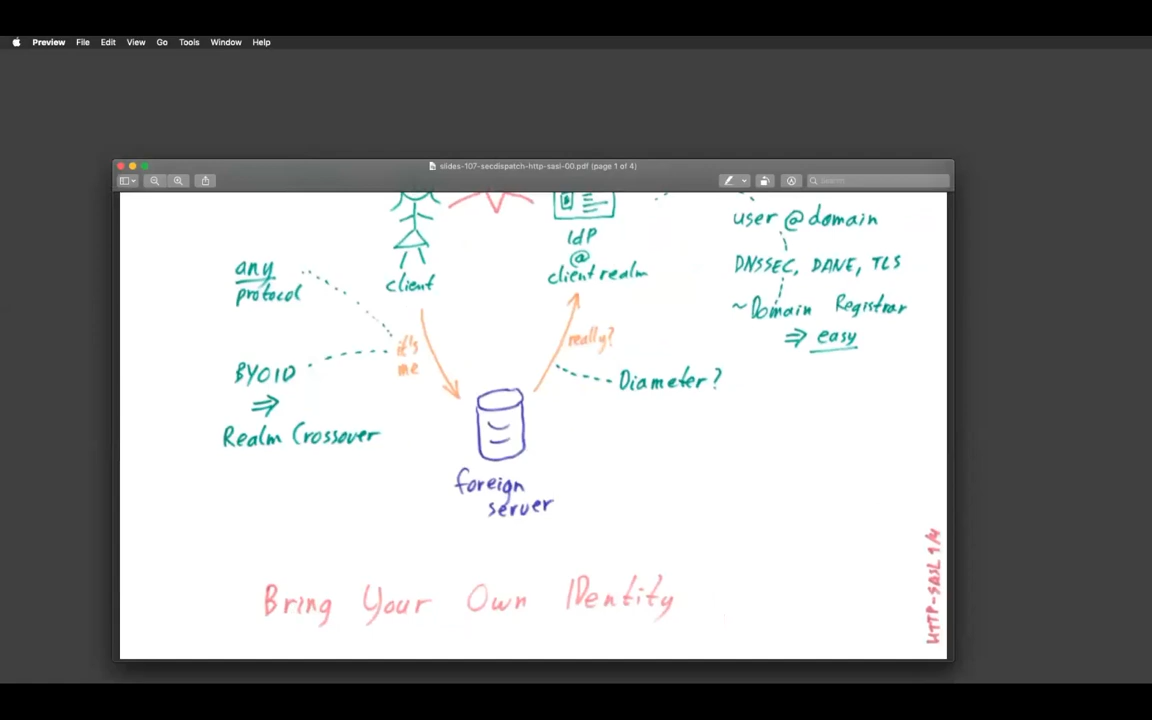 Preview File Edit View Go Tools Window Help
slides-107-secdispatch-http-sasl-00.pdf (page 1 of 4)
Search
user @ domain
IdP
@
client realm
DNSSEC, DANE, TLS
any
protocol
client
~Domain Registrar
⇒ easy
it's
me
really?
BYOID
⇒
Realm Crossover
Diameter?
foreign
server
Bring Your Own IDentity
HTTP-SASL 1/4